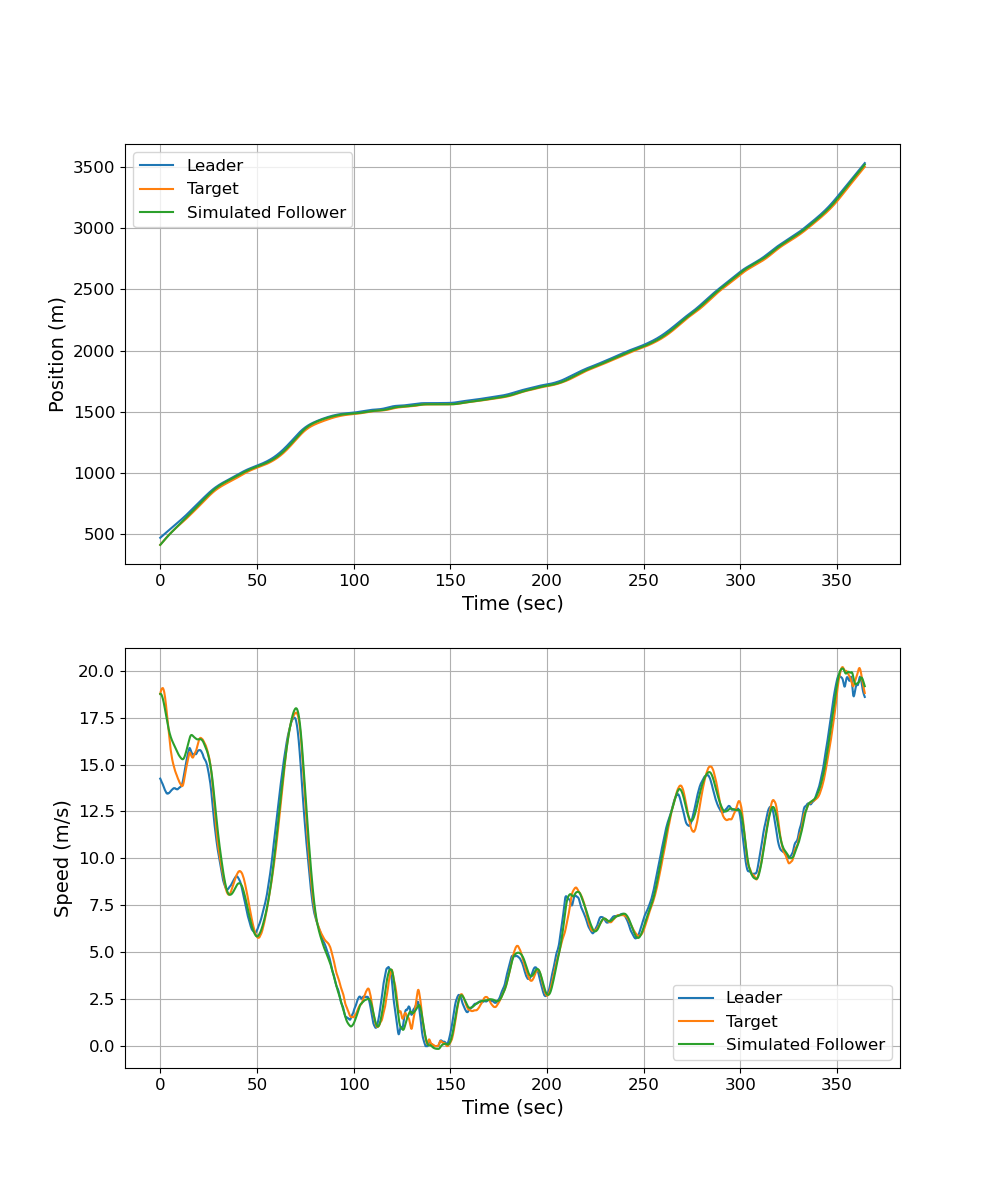 3500
3000
2500
2000
1500
1000
500
Position (m)
Leader
Target
Simulated Follower
0 50 100 150 200 250 300 350
Time (sec)
20.0
17.5
15.0
12.5
10.0
7.5
5.0
2.5
0.0
Speed (m/s)
Leader
Target
Simulated Follower
0 50 100 150 200 250 300 350
Time (sec)